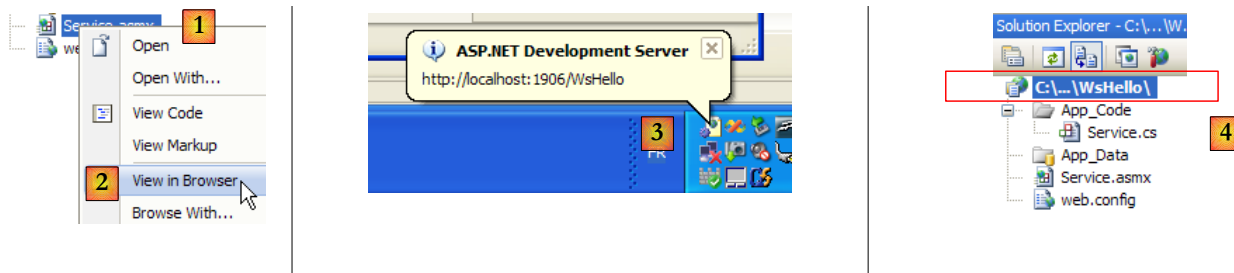 Service.asmx
1
we
Open
Open With...
View Code
View Markup
2
View in Browser
Browse With...
ASP.NET Development Server
http://localhost:1906/WsHello
3
FR
Solution Explorer - C:\...\W.
C:\...\WsHello\
App_Code
Service.cs
4
App_Data
Service.asmx
web.config